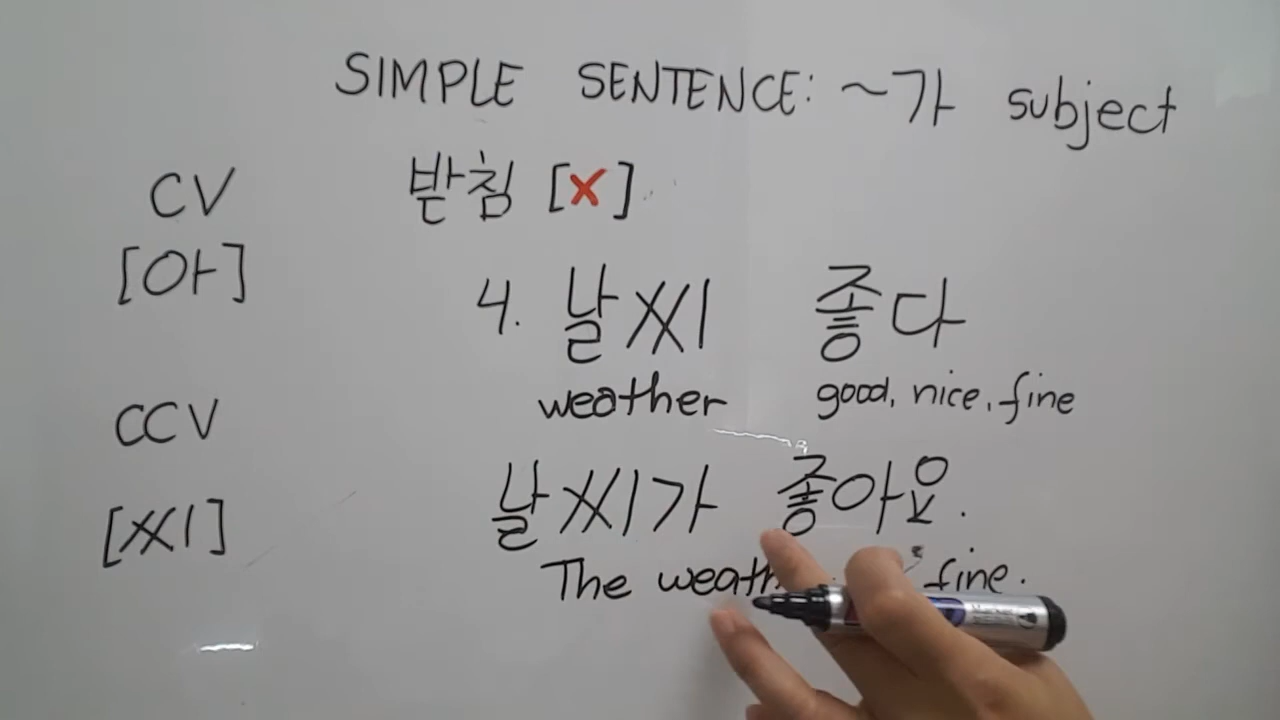 SIMPLE SENTENCE: ~가 subject
CV
받침 [X]
[아]
4. 날씨 좋다
weather good, nice, fine
CCV
날씨가 좋아요.
[씨]
The fine.